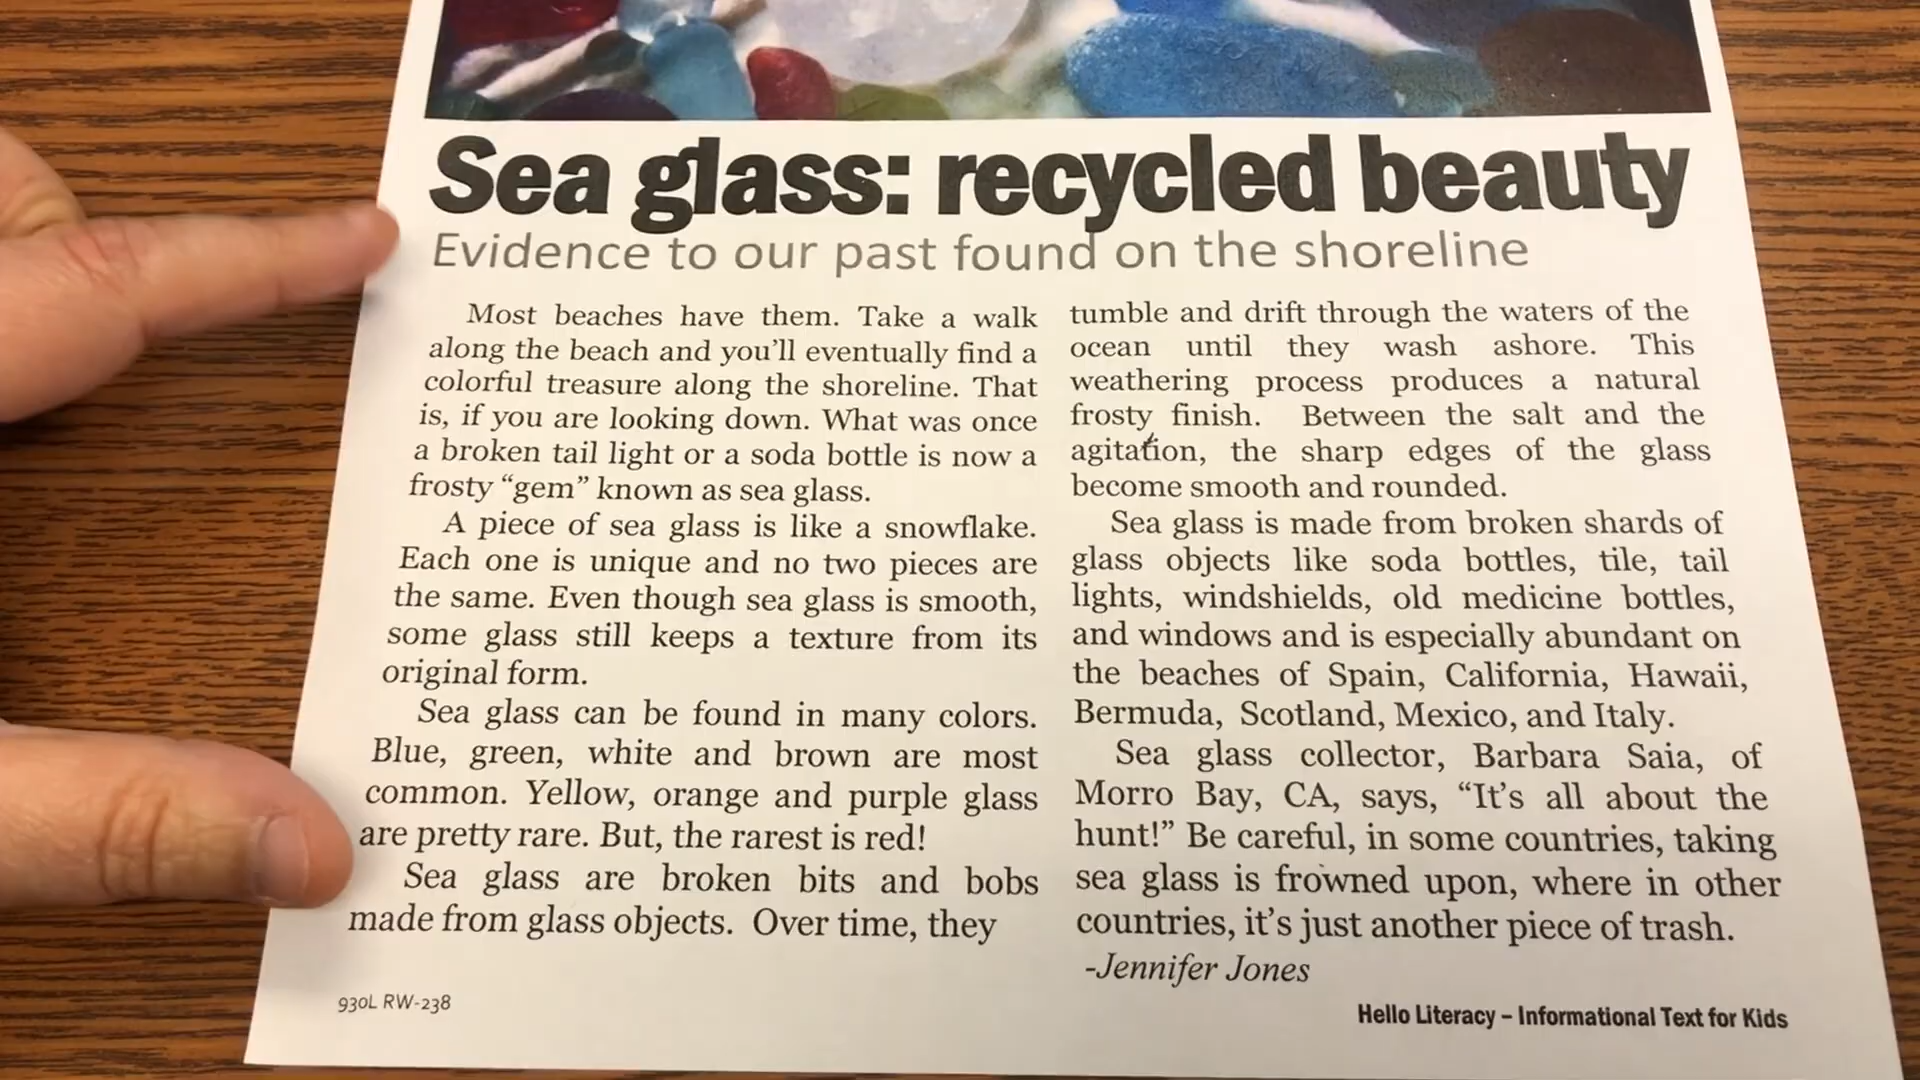 Sea glass: recycled beauty
Evidence to our past found on the shoreline
Most beaches have them. Take a walk
along the beach and you'll eventually find a
colorful treasure along the shoreline. That
is, if you are looking down. What was once
a broken tail light or a soda bottle is now a
frosty “gem” known as sea glass.
A piece of sea glass is like a snowflake.
Each one is unique and no two pieces are
the same. Even though sea glass is smooth,
some glass still keeps a texture from its
original form.
Sea glass can be found in many colors.
Blue, green, white and brown are most
common. Yellow, orange and purple glass
are pretty rare. But, the rarest is red!
Sea glass are broken bits and bobs
made from glass objects. Over time, they
tumble and drift through the waters of the
ocean until they wash ashore. This
weathering process produces a natural
frosty finish. Between the salt and the
agitation, the sharp edges of the glass
become smooth and rounded.
Sea glass is made from broken shards of
glass objects like soda bottles, tile, tail
lights, windshields, old medicine bottles,
and windows and is especially abundant on
the beaches of Spain, California, Hawaii,
Bermuda, Scotland, Mexico, and Italy.
Sea glass collector, Barbara Saia, of
Morro Bay, CA, says, “It's all about the
hunt!” Be careful, in some countries, taking
sea glass is frowned upon, where in other
countries, it's just another piece of trash.
-Jennifer Jones
930L RW-238
Hello Literacy – Informational Text for Kids